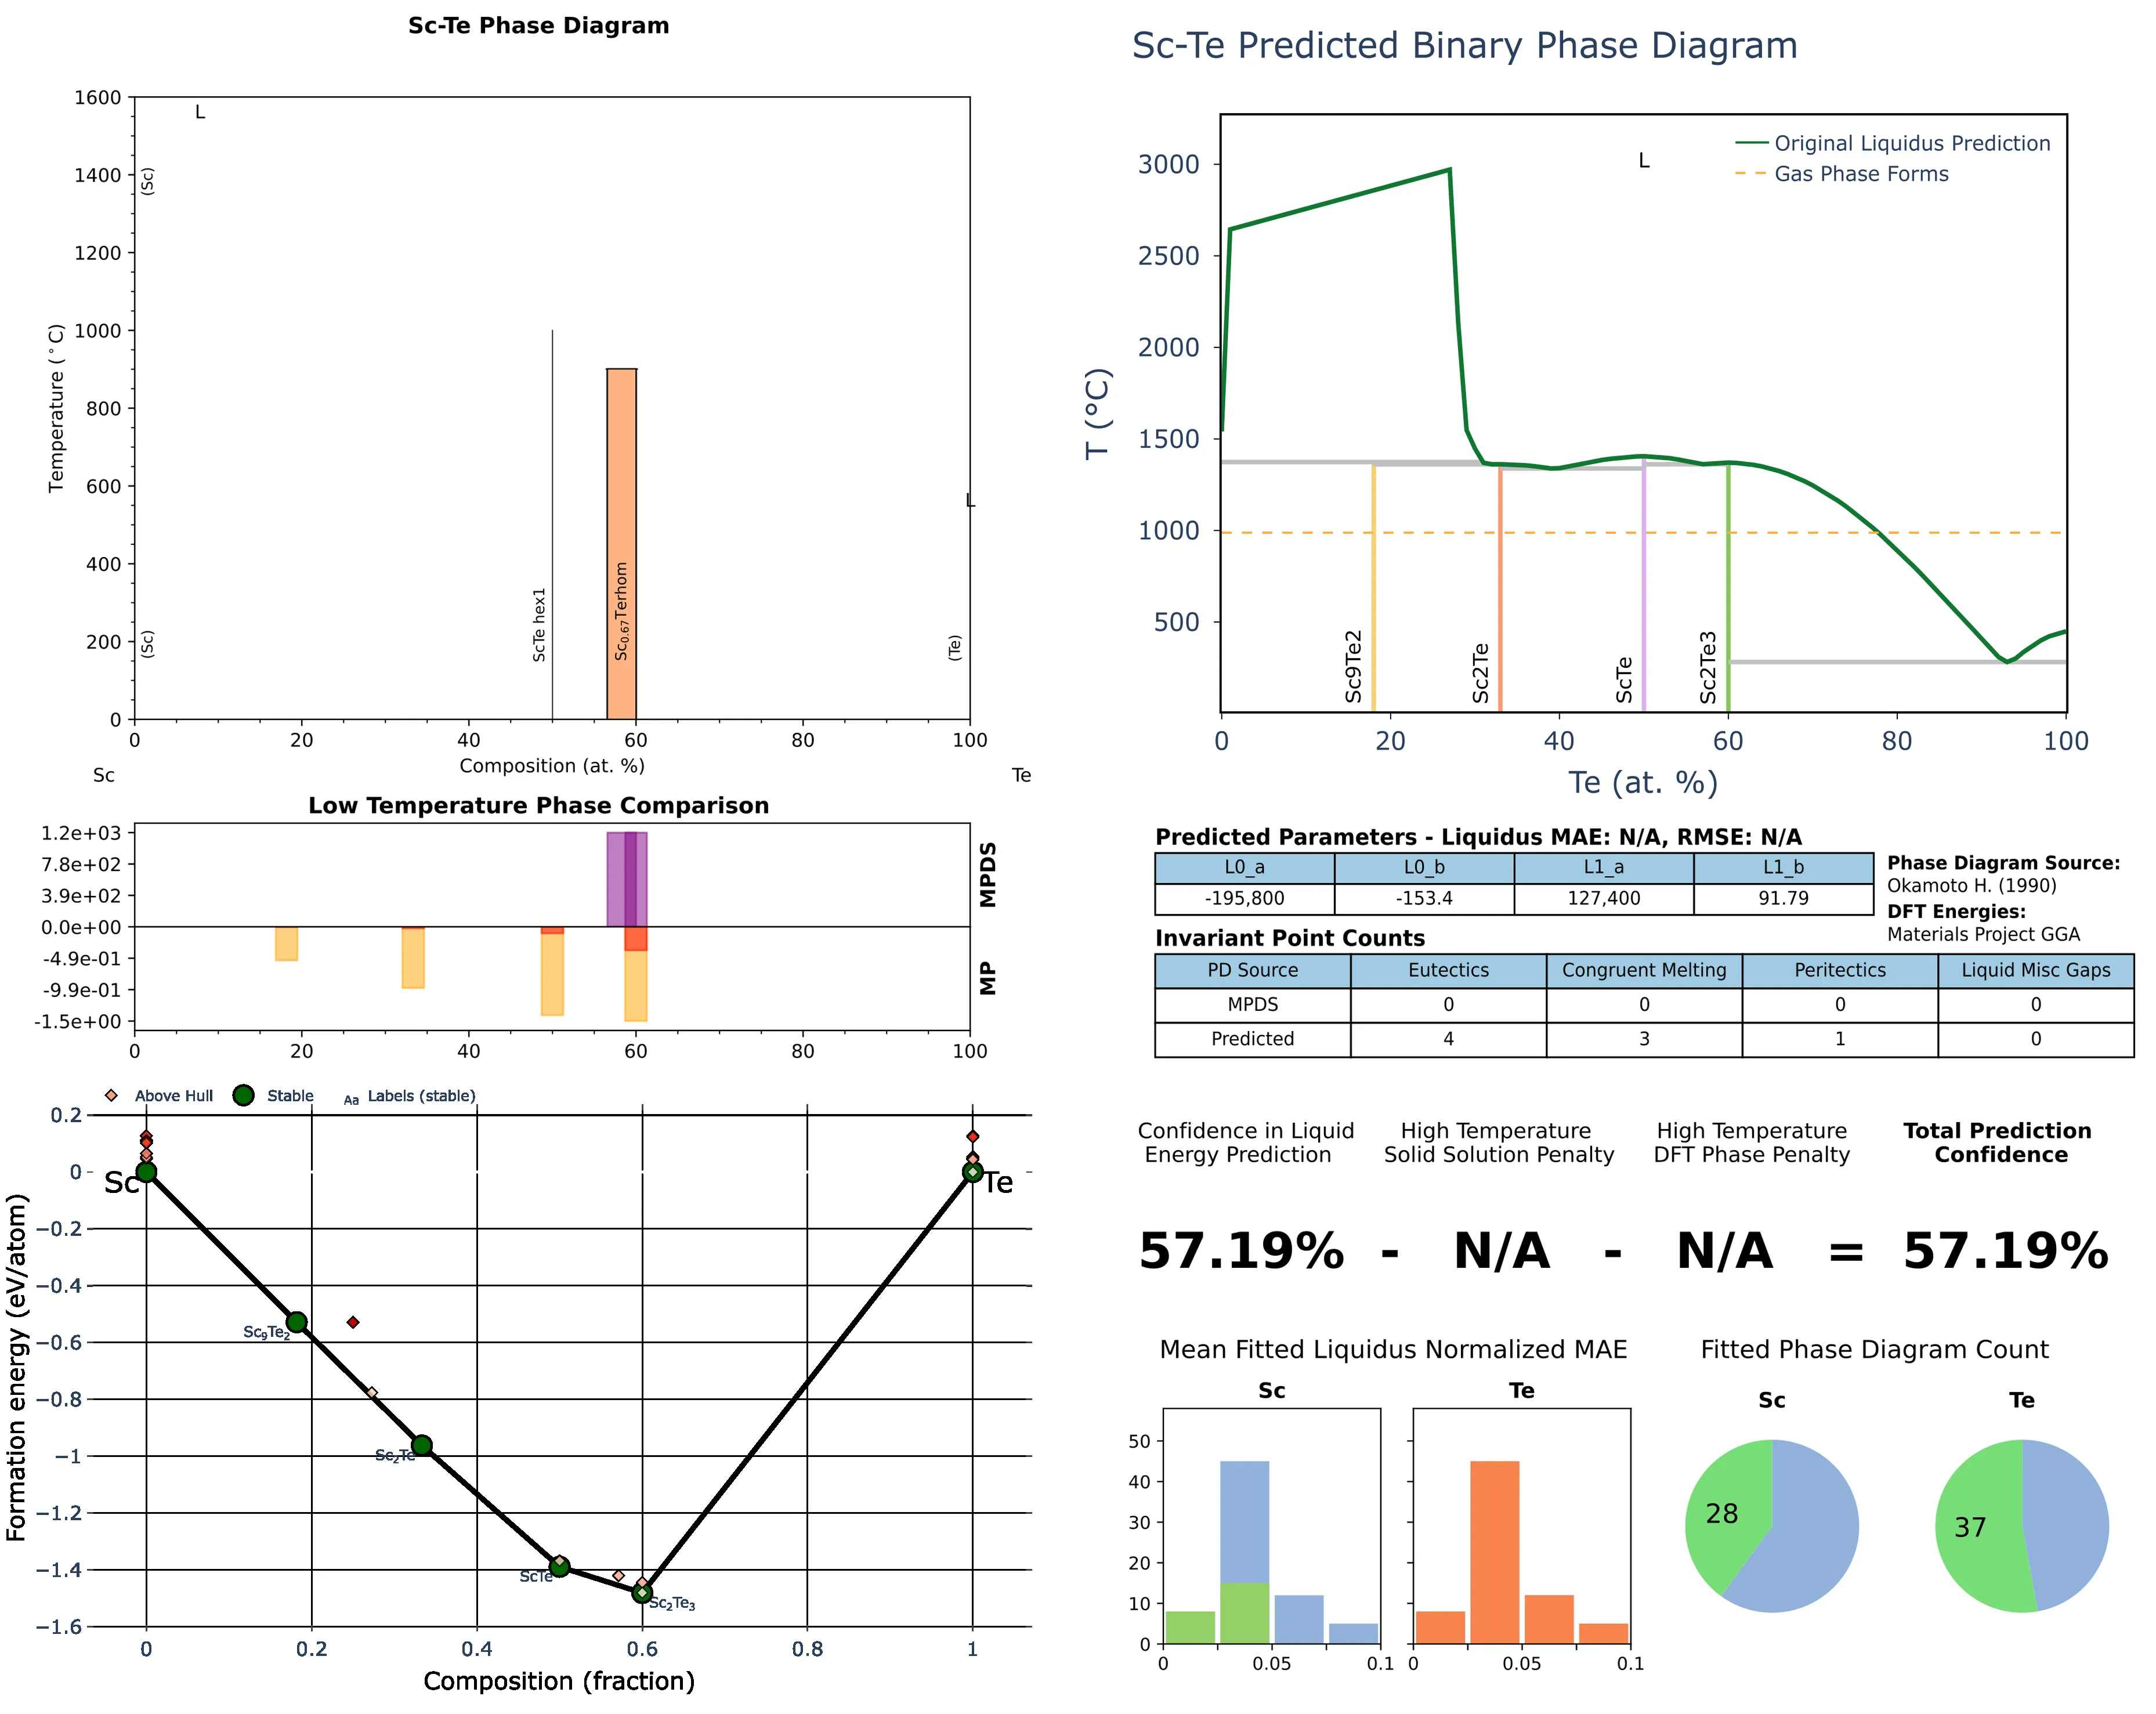 Sc-Te Phase Diagram
1600
1400
1200
1000
800
600
400
200
0
Temperature (°C)
L
(Sc)
(Sc)
ScTe hex1
Sc0.67Terhom
L
(Te)
0 20 40 60 80 100
Composition (at. %)
Sc Te
Low Temperature Phase Comparison
1.2e+03
7.8e+02
3.9e+02
0.0e+00
-4.9e-01
-9.9e-01
-1.5e+00
MPDS
MP
0 20 40 60 80 100
Above Hull Stable Aa Labels (stable)
0.2
0
−0.2
−0.4
−0.6
−0.8
−1
−1.2
−1.4
−1.6
Formation energy (eV/atom)
Sc
Te
Sc9Te2
Sc2Te
ScTe
Sc2Te3
0 0.2 0.4 0.6 0.8 1
Composition (fraction)
Sc-Te Predicted Binary Phase Diagram
3000
2500
2000
1500
1000
500
T (°C)
L
Original Liquidus Prediction
Gas Phase Forms
Sc9Te2
Sc2Te
ScTe
Sc2Te3
0 20 40 60 80 100
Te (at. %)
Predicted Parameters - Liquidus MAE: N/A, RMSE: N/A
L0_a L0_b L1_a L1_b
-195,800 -153.4 127,400 91.79
Phase Diagram Source:
Okamoto H. (1990)
DFT Energies:
Materials Project GGA
Invariant Point Counts
PD Source Eutectics Congruent Melting Peritectics Liquid Misc Gaps
MPDS 0 0 0 0
Predicted 4 3 1 0
Confidence in Liquid
Energy Prediction
High Temperature
Solid Solution Penalty
High Temperature
DFT Phase Penalty
Total Prediction
Confidence
57.19% - N/A - N/A = 57.19%
Mean Fitted Liquidus Normalized MAE
Sc
Te
50
40
30
20
10
0
0 0.05 0.1
0 0.05 0.1
Fitted Phase Diagram Count
Sc
Te
28
37